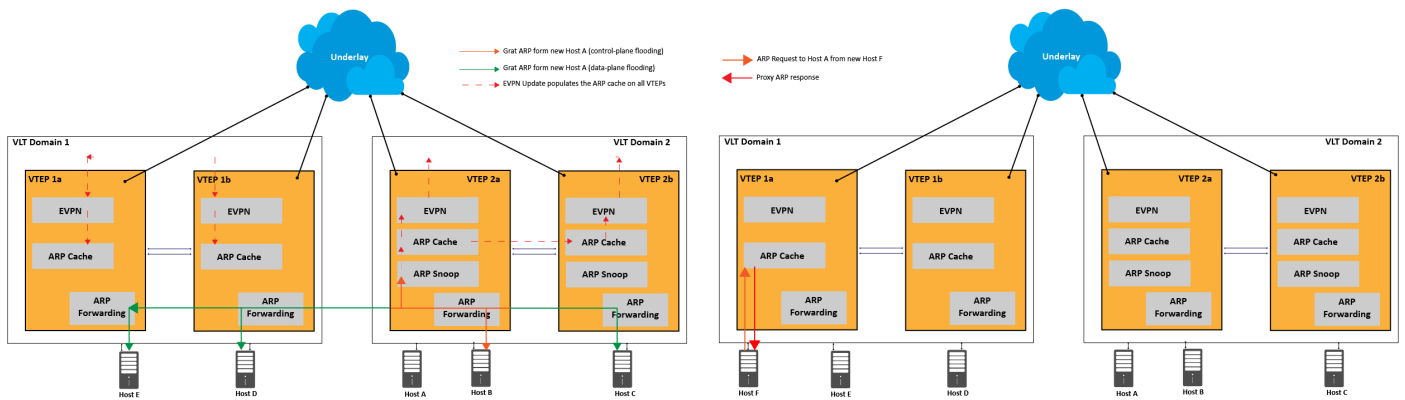 Underlay
Grat ARP form new Host A (control-plane flooding)
Grat ARP form new Host A (data-plane flooding)
EVPN Update populates the ARP cache on all VTEPs
VLT Domain 1
VLT Domain 2
VTEP 1a
VTEP 1b
VTEP 2a
VTEP 2b
EVPN
EVPN
EVPN
EVPN
ARP Cache
ARP Cache
ARP Cache
ARP Cache
ARP Snoop
ARP Snoop
ARP
Forwarding
ARP
Forwarding
ARP
Forwarding
ARP
Forwarding
Host E
Host D
Host A
Host B
Host C
Underlay
ARP Request to Host A from new Host F
Proxy ARP response
VLT Domain 1
VLT Domain 2
VTEP 1a
VTEP 1b
VTEP 2a
VTEP 2b
EVPN
EVPN
EVPN
EVPN
ARP Cache
ARP Cache
ARP Cache
ARP Cache
ARP Snoop
ARP Snoop
ARP
Forwarding
ARP
Forwarding
ARP
Forwarding
ARP
Forwarding
Host F
Host E
Host D
Host A
Host B
Host C